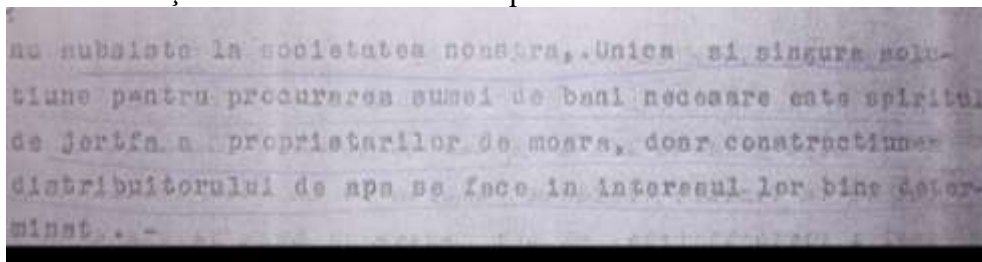 nu subsista la societatea noastra,.Unica si singura solu-
tiune pentru procurarea sumei de bani necesare este spiritul
de jertfa a proprietarilor de moara, doar constructiunea
distribuitorului de apa se face in interesul lor bine deter-
minat.. -